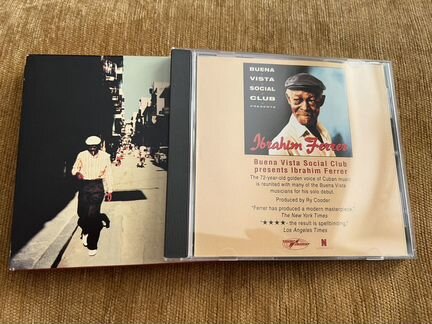 BUENA
VISTA
SOCIAL
CLUB
PRESENTS
Ibrahim Ferrer
Buena Vista Social Club
presents Ibrahim Ferrer
The 72-year-old golden voice of Cuban music
is reunited with many of the Buena Vista
musicians for his solo debut.
Produced by Ry Cooder
"Ferrer has produced a modern masterpiece."
The New York Times
"★★★★- the result is spellbinding."
Los Angeles Times
N